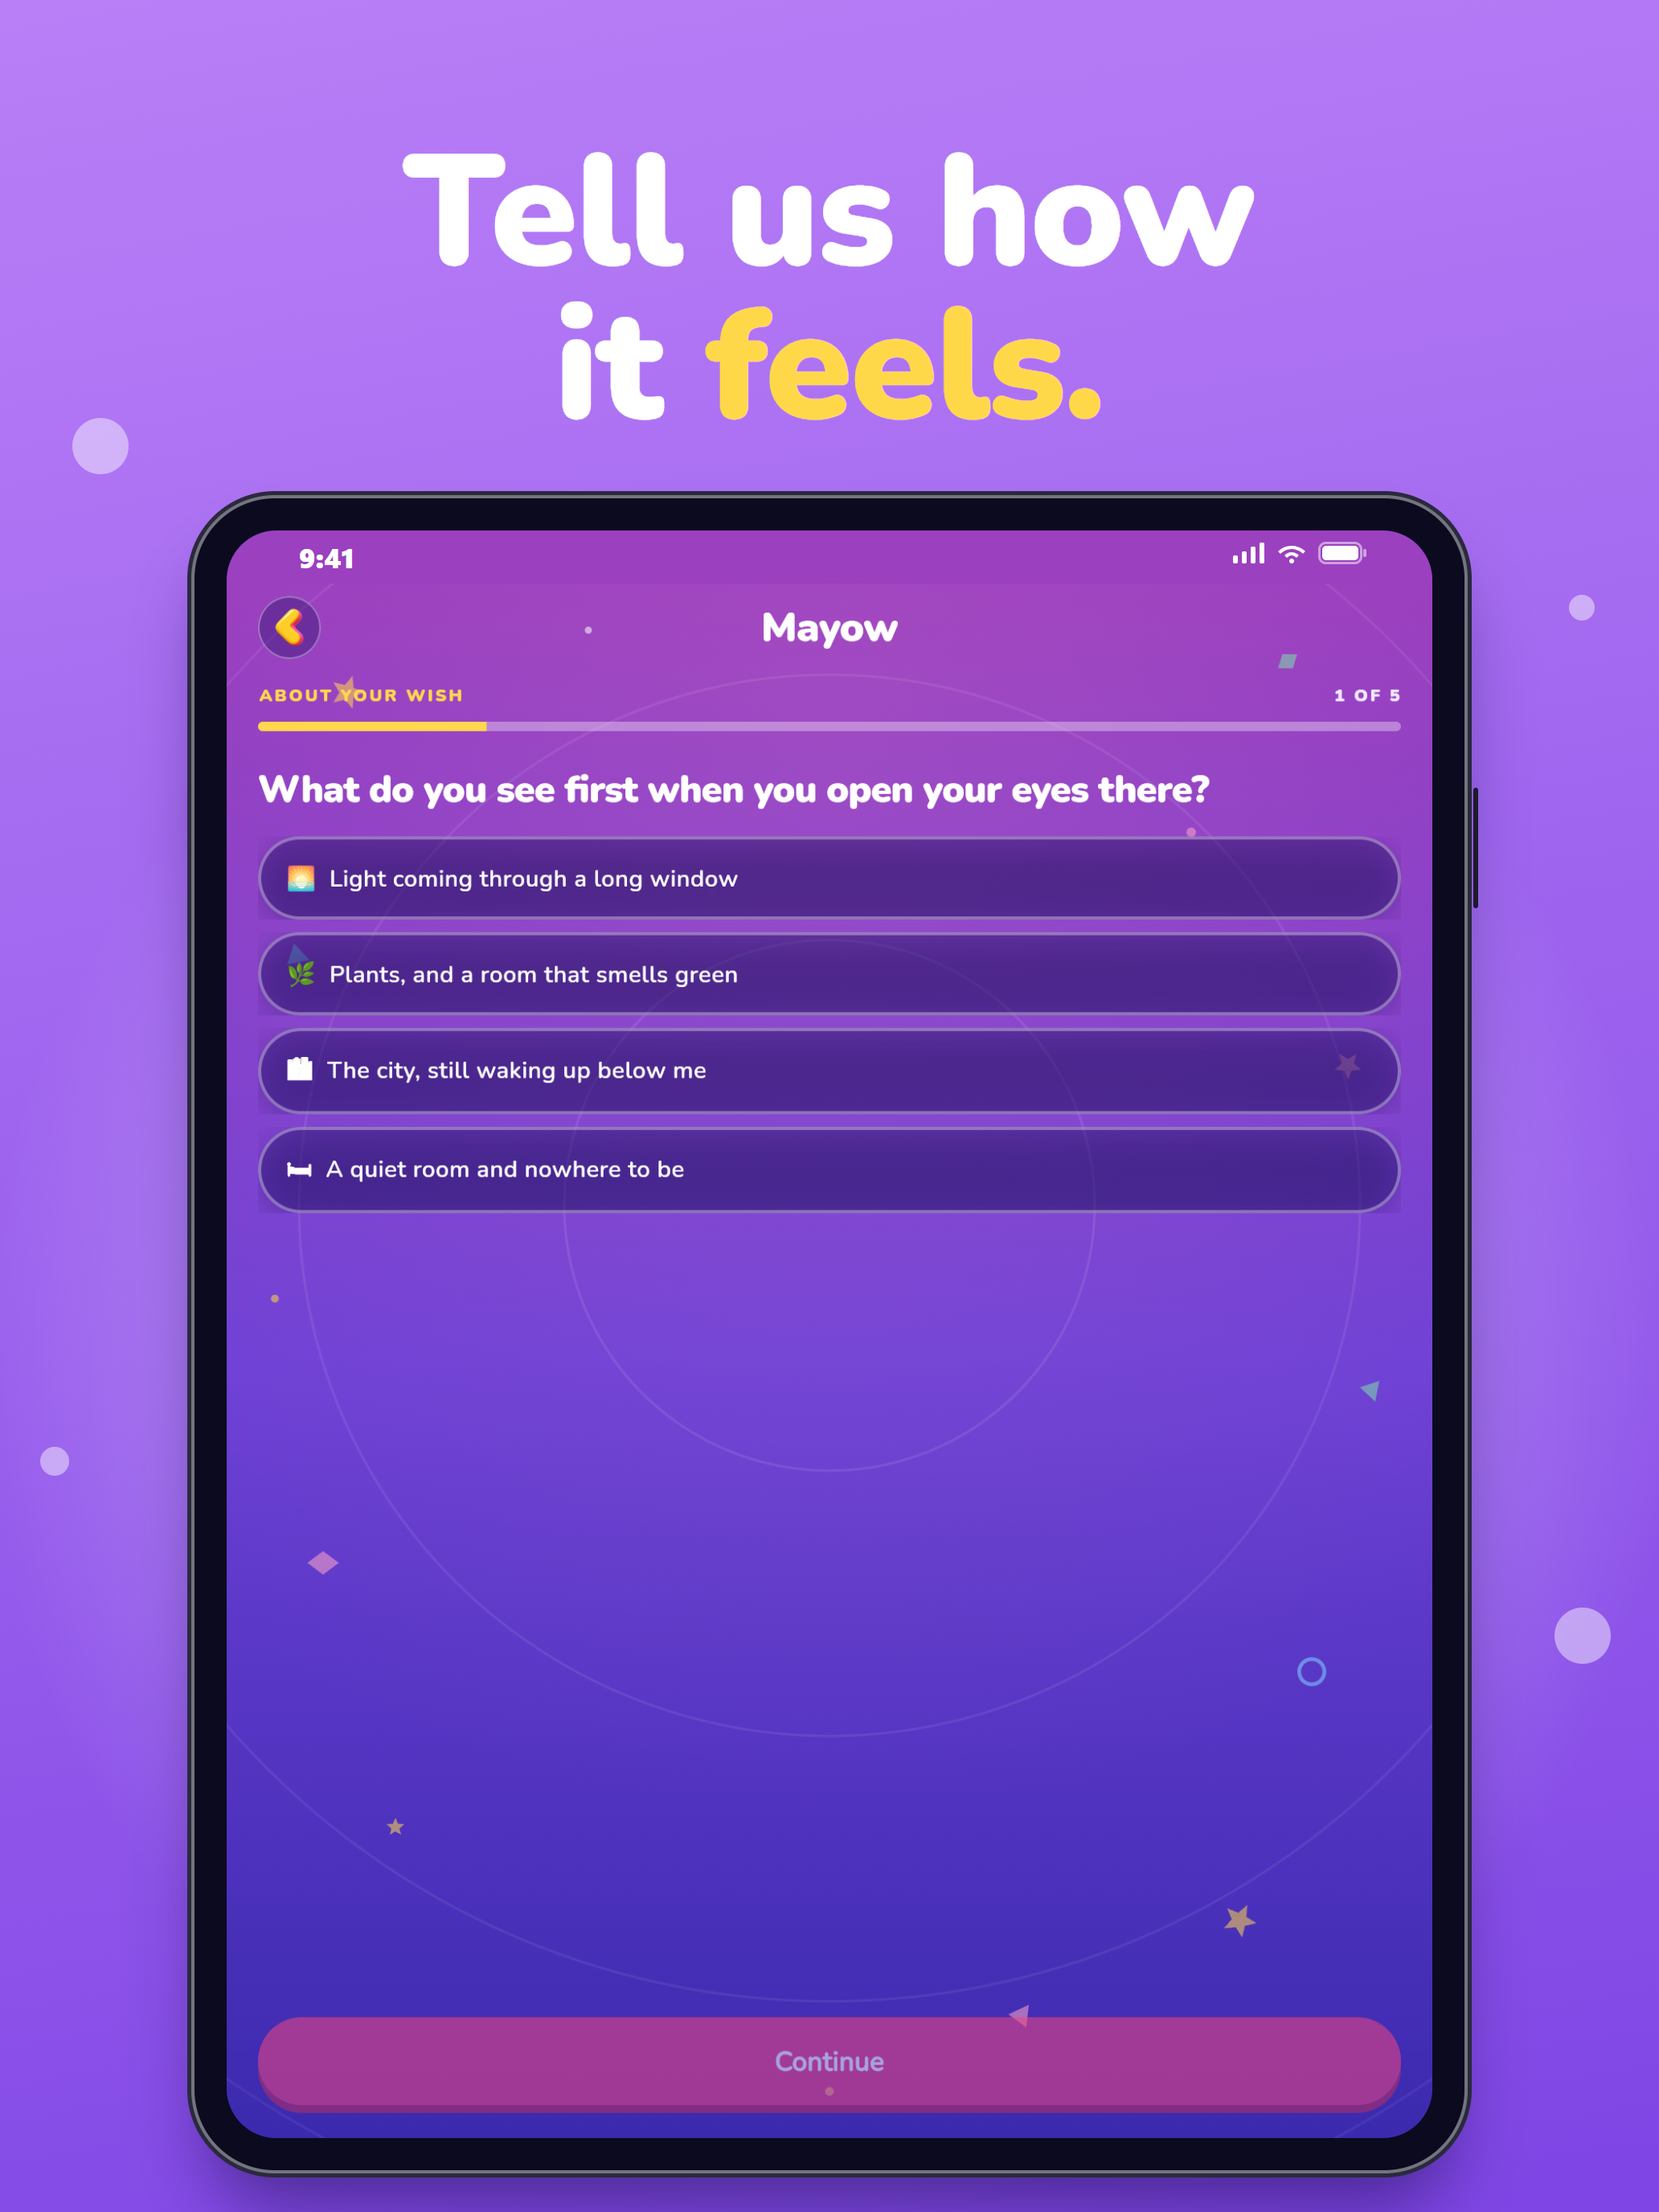 Tell us how
it feels.
9:41
Mayow
ABOUT YOUR WISH
1 OF 5
What do you see first when you open your eyes there?
Light coming through a long window
Plants, and a room that smells green
The city, still waking up below me
A quiet room and nowhere to be
Continue